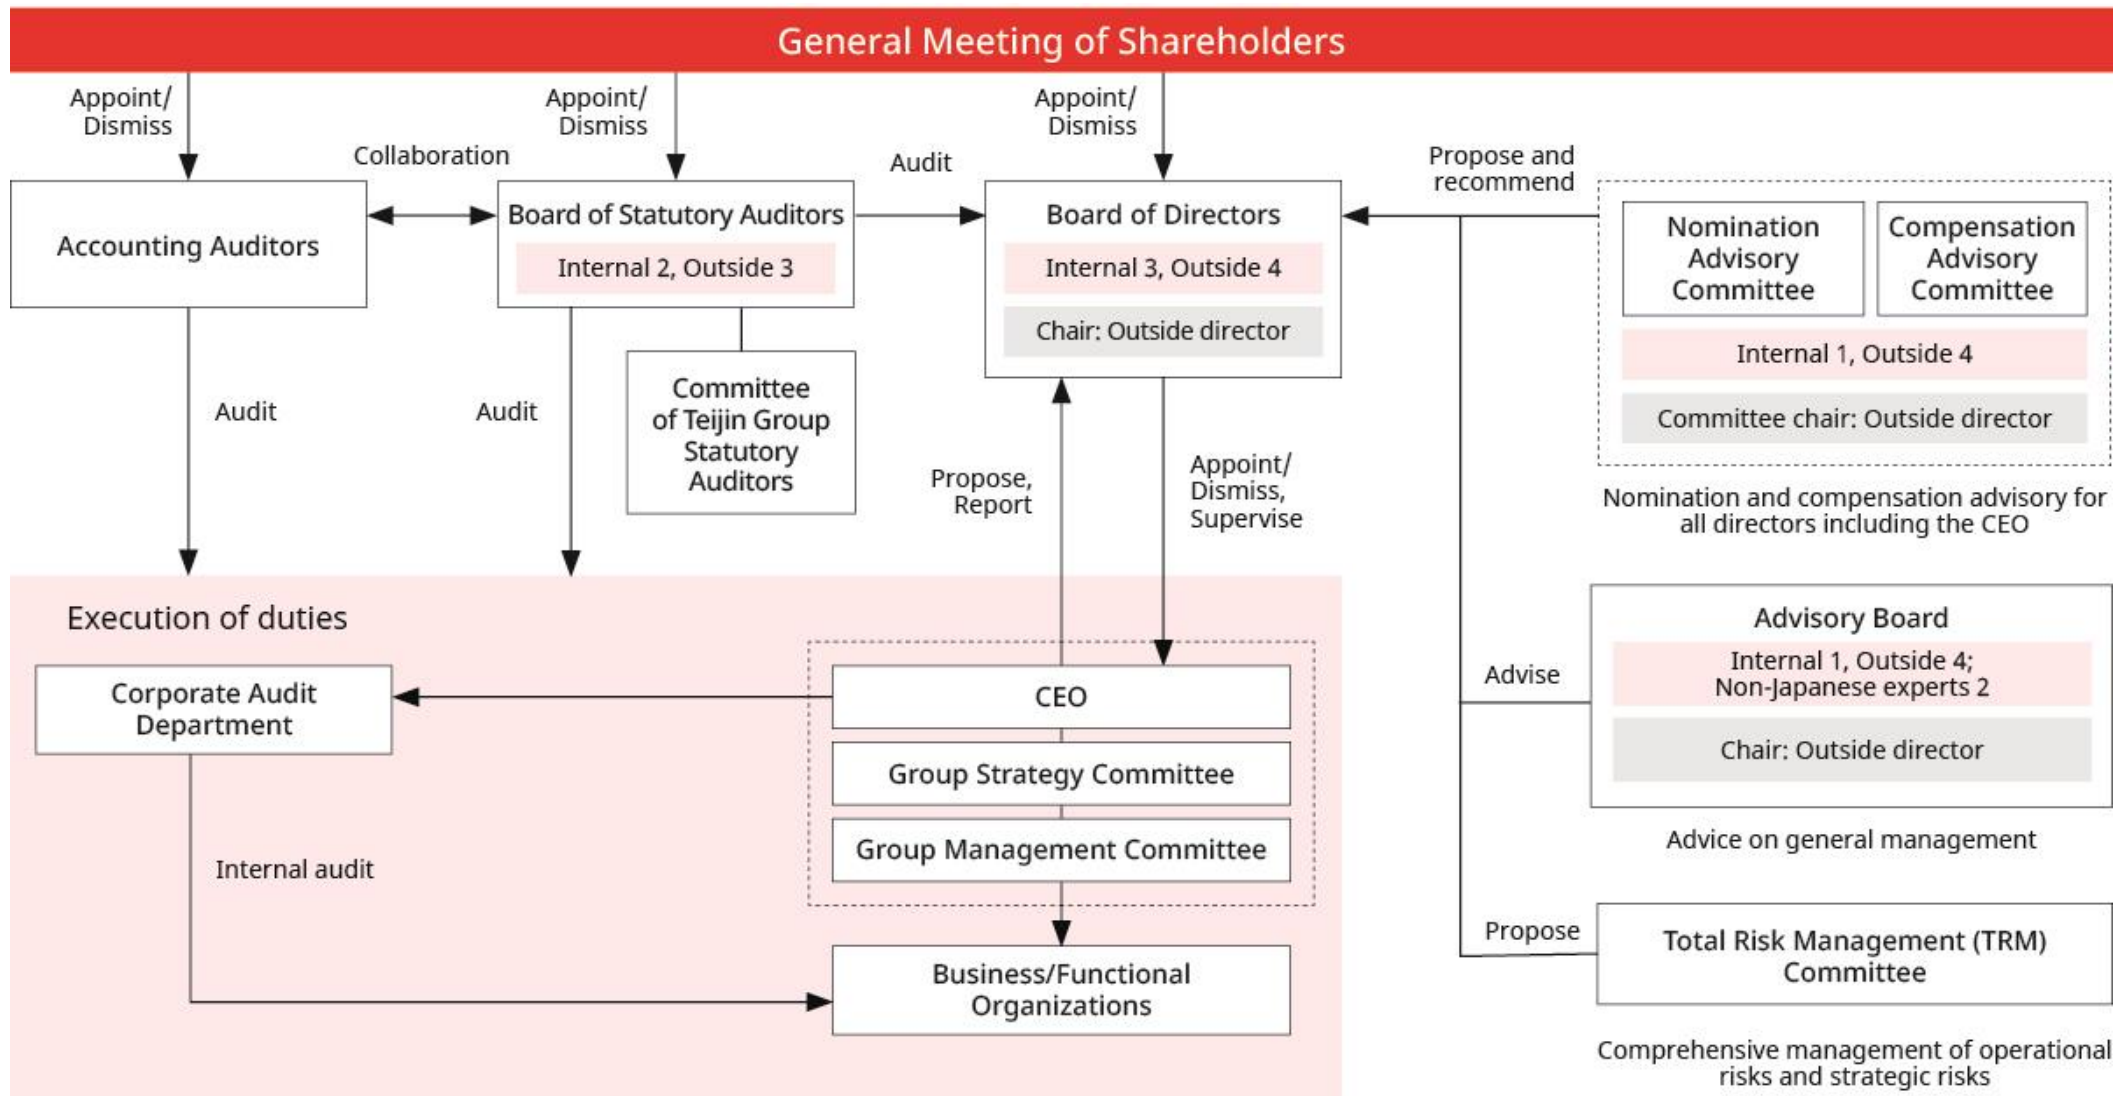 General Meeting of Shareholders
Appoint/
Dismiss
Appoint/
Dismiss
Appoint/
Dismiss
Collaboration
Audit
Propose and
recommend
Accounting Auditors
Board of Statutory Auditors
Internal 2, Outside 3
Board of Directors
Internal 3, Outside 4
Chair: Outside director
Nomination
Advisory
Committee
Compensation
Advisory
Committee
Internal 1, Outside 4
Committee chair: Outside director
Nomination and compensation advisory for
all directors including the CEO
Audit
Audit
Committee
of Teijin Group
Statutory
Auditors
Propose,
Report
Appoint/
Dismiss,
Supervise
Execution of duties
Corporate Audit
Department
CEO
Group Strategy Committee
Group Management Committee
Internal audit
Business/Functional
Organizations
Advise
Advisory Board
Internal 1, Outside 4;
Non-Japanese experts 2
Chair: Outside director
Advice on general management
Propose
Total Risk Management (TRM)
Committee
Comprehensive management of operational
risks and strategic risks